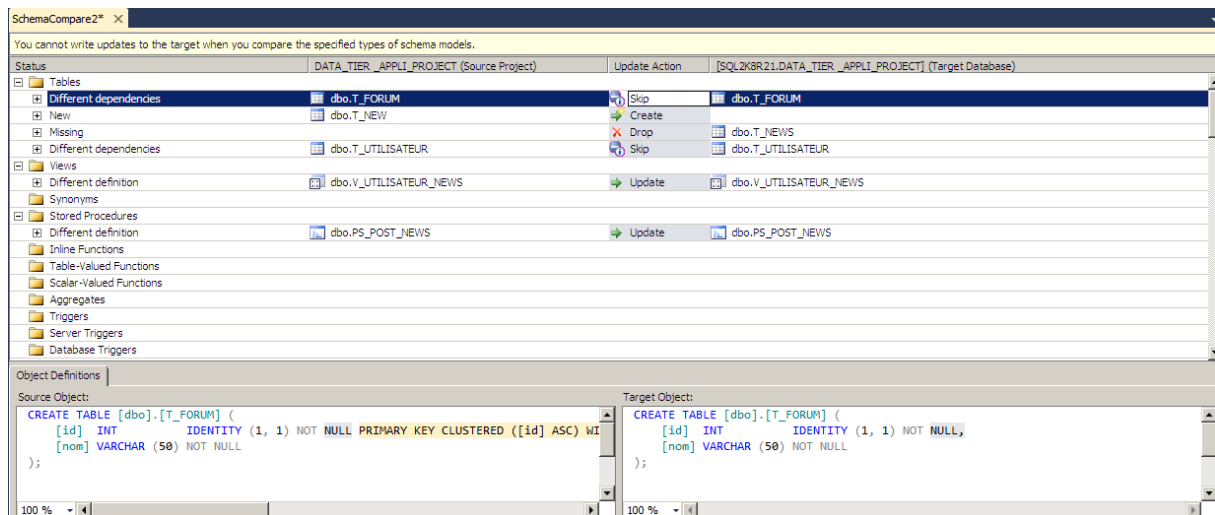 SchemaCompare2* ×
You cannot write updates to the target when you compare the specified types of schema models.
Status DATA_TIER _APPLI_PROJECT (Source Project) Update Action [SQL2K8R21.DATA_TIER _APPLI_PROJECT] (Target Database)
Tables
Different dependencies dbo.T_FORUM Skip dbo.T_FORUM
New dbo.T_NEW Create
Missing Drop dbo.T_NEWS
Different dependencies dbo.T_UTILISATEUR Skip dbo.T_UTILISATEUR
Views
Different definition dbo.V_UTILISATEUR_NEWS Update dbo.V_UTILISATEUR_NEWS
Synonyms
Stored Procedures
Different definition dbo.PS_POST_NEWS Update dbo.PS_POST_NEWS
Inline Functions
Table-Valued Functions
Scalar-Valued Functions
Aggregates
Triggers
Server Triggers
Database Triggers
Object Definitions
Source Object:
CREATE TABLE [dbo].[T_FORUM] (
[id] INT IDENTITY (1, 1) NOT NULL PRIMARY KEY CLUSTERED ([id] ASC) WI
[nom] VARCHAR (50) NOT NULL
);
100 %
Target Object:
CREATE TABLE [dbo].[T_FORUM] (
[id] INT IDENTITY (1, 1) NOT NULL,
[nom] VARCHAR (50) NOT NULL
);
100 %